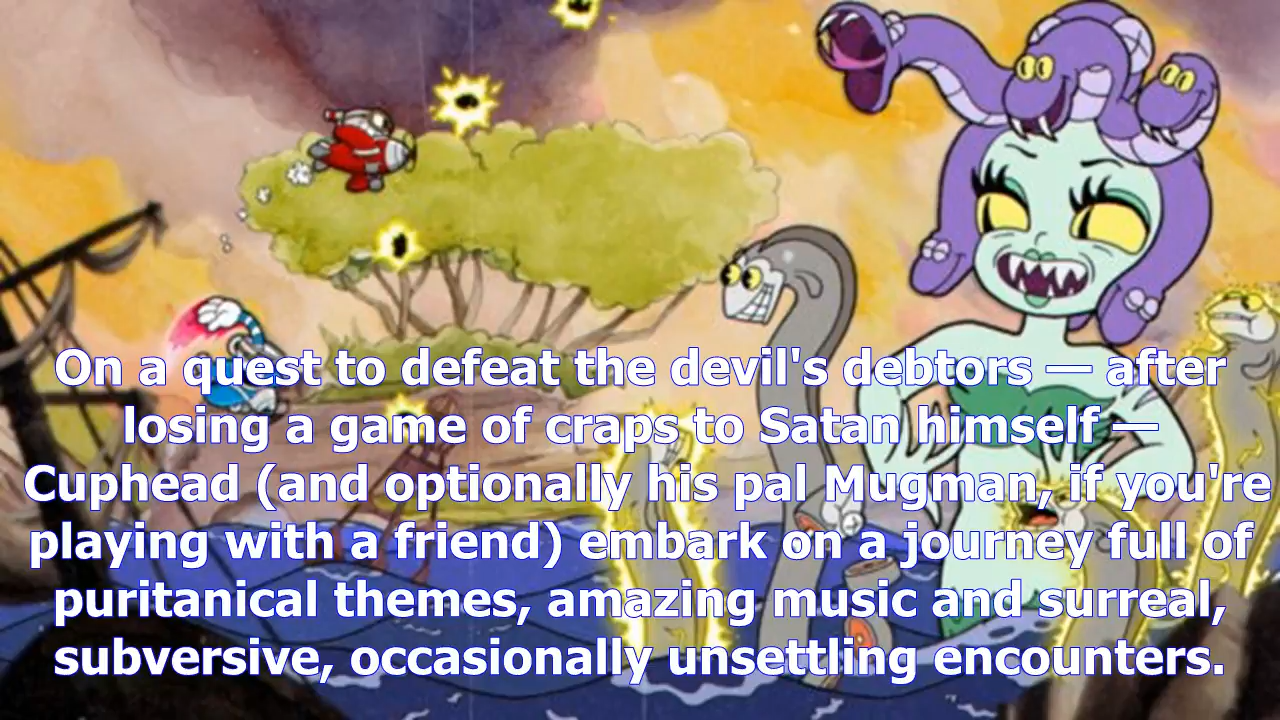 On a quest to defeat the devil's debtors — after
losing a game of craps to Satan himself —
Cuphead (and optionally his pal Mugman, if you're
playing with a friend) embark on a journey full of
puritanical themes, amazing music and surreal,
subversive, occasionally unsettling encounters.